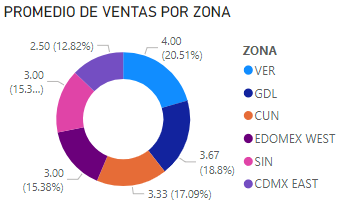 PROMEDIO DE VENTAS POR ZONA
2.50 (12.82%)
4.00
(20.51%)
3.00
(15.3...)
3.00
(15.38%)
3.33 (17.09%)
3.67
(18.8%)
ZONA
VER
GDL
CUN
EDOMEX WEST
SIN
CDMX EAST